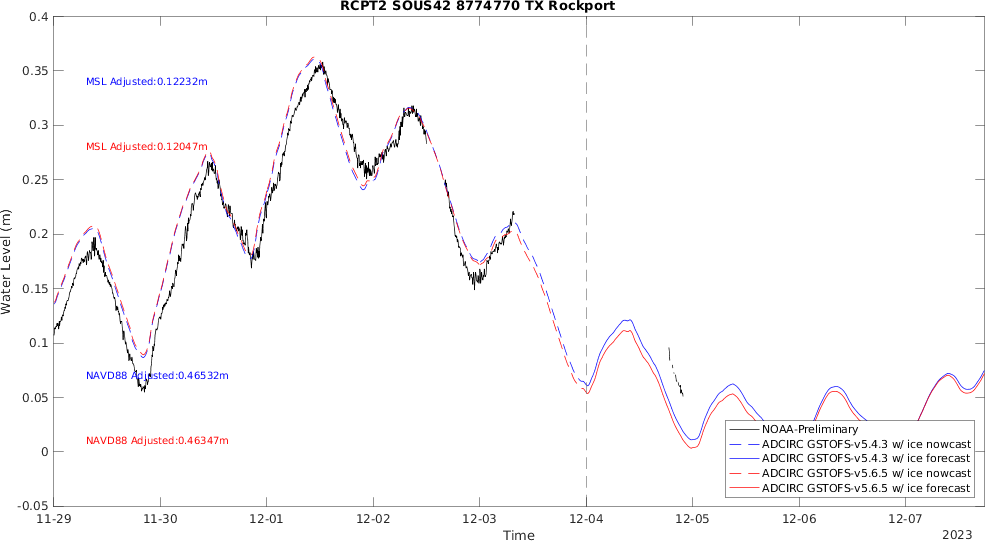 RCPT2 SOUS42 8774770 TX Rockport
0.4
0.35
0.3
0.25
0.2
0.15
0.1
0.05
0
-0.05
Water Level (m)
MSL Adjusted:0.12232m
MSL Adjusted:0.12047m
NAVD88 Adjusted:0.46532m
NAVD88 Adjusted:0.46347m
NOAA-Preliminary
ADCIRC GSTOFS-v5.4.3 w/ ice nowcast
ADCIRC GSTOFS-v5.4.3 w/ ice forecast
ADCIRC GSTOFS-v5.6.5 w/ ice nowcast
ADCIRC GSTOFS-v5.6.5 w/ ice forecast
11-29 11-30 12-01 12-02 12-03 12-04 12-05 12-06 12-07
Time
2023